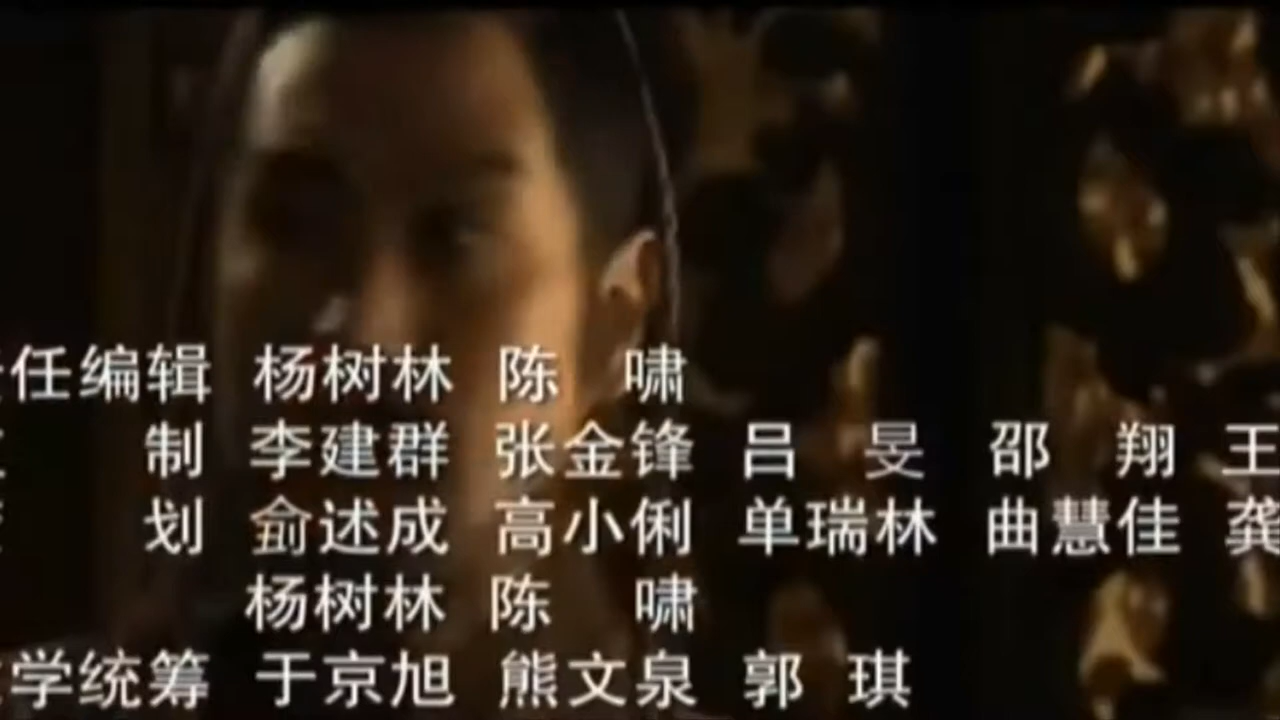 任编辑 杨树林 陈 啸
制 李建群 张金锋 吕 旻 邵 翔 王
划 俞述成 高小俐 单瑞林 曲慧佳 龚
杨树林 陈 啸
学统筹 于京旭 熊文泉 郭 琪